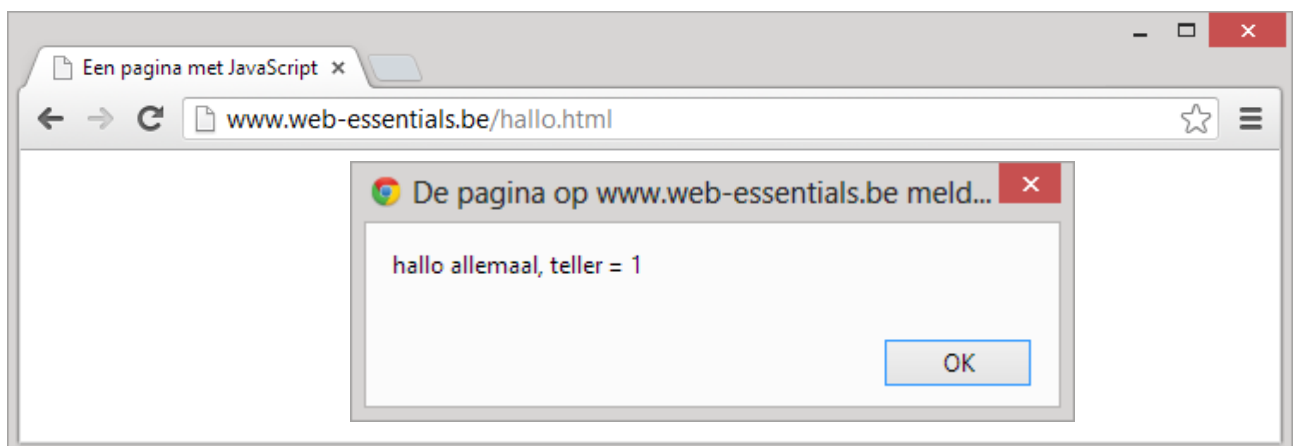 Een pagina met JavaScript
www.web-essentials.be/hallo.html
De pagina op www.web-essentials.be meld...
hallo allemaal, teller = 1
OK